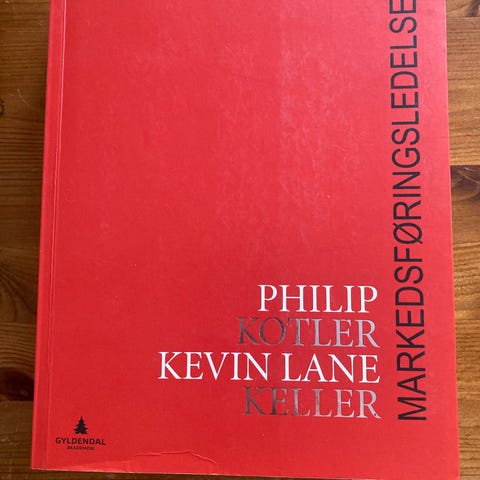 MARKEDSFØRINGSLEDELSE
PHILIP
KOTLER
KEVIN LANE
KELLER
GYLDENDAL
AKADEMISK